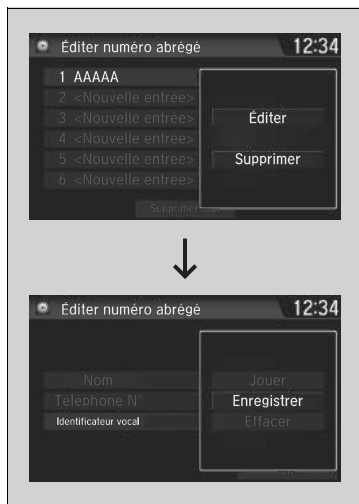 Éditer numéro abrégé 12:34
1 AAAAA
2 <Nouvelle entrée>
3 <Nouvelle entrée>
4 <Nouvelle entrée>
5 <Nouvelle entrée>
6 <Nouvelle entrée>
Éditer
Supprimer
Supprimer
Éditer numéro abrégé 12:34
Nom
Téléphone N°
Identificateur vocal
Jouer
Enregistrer
Effacer